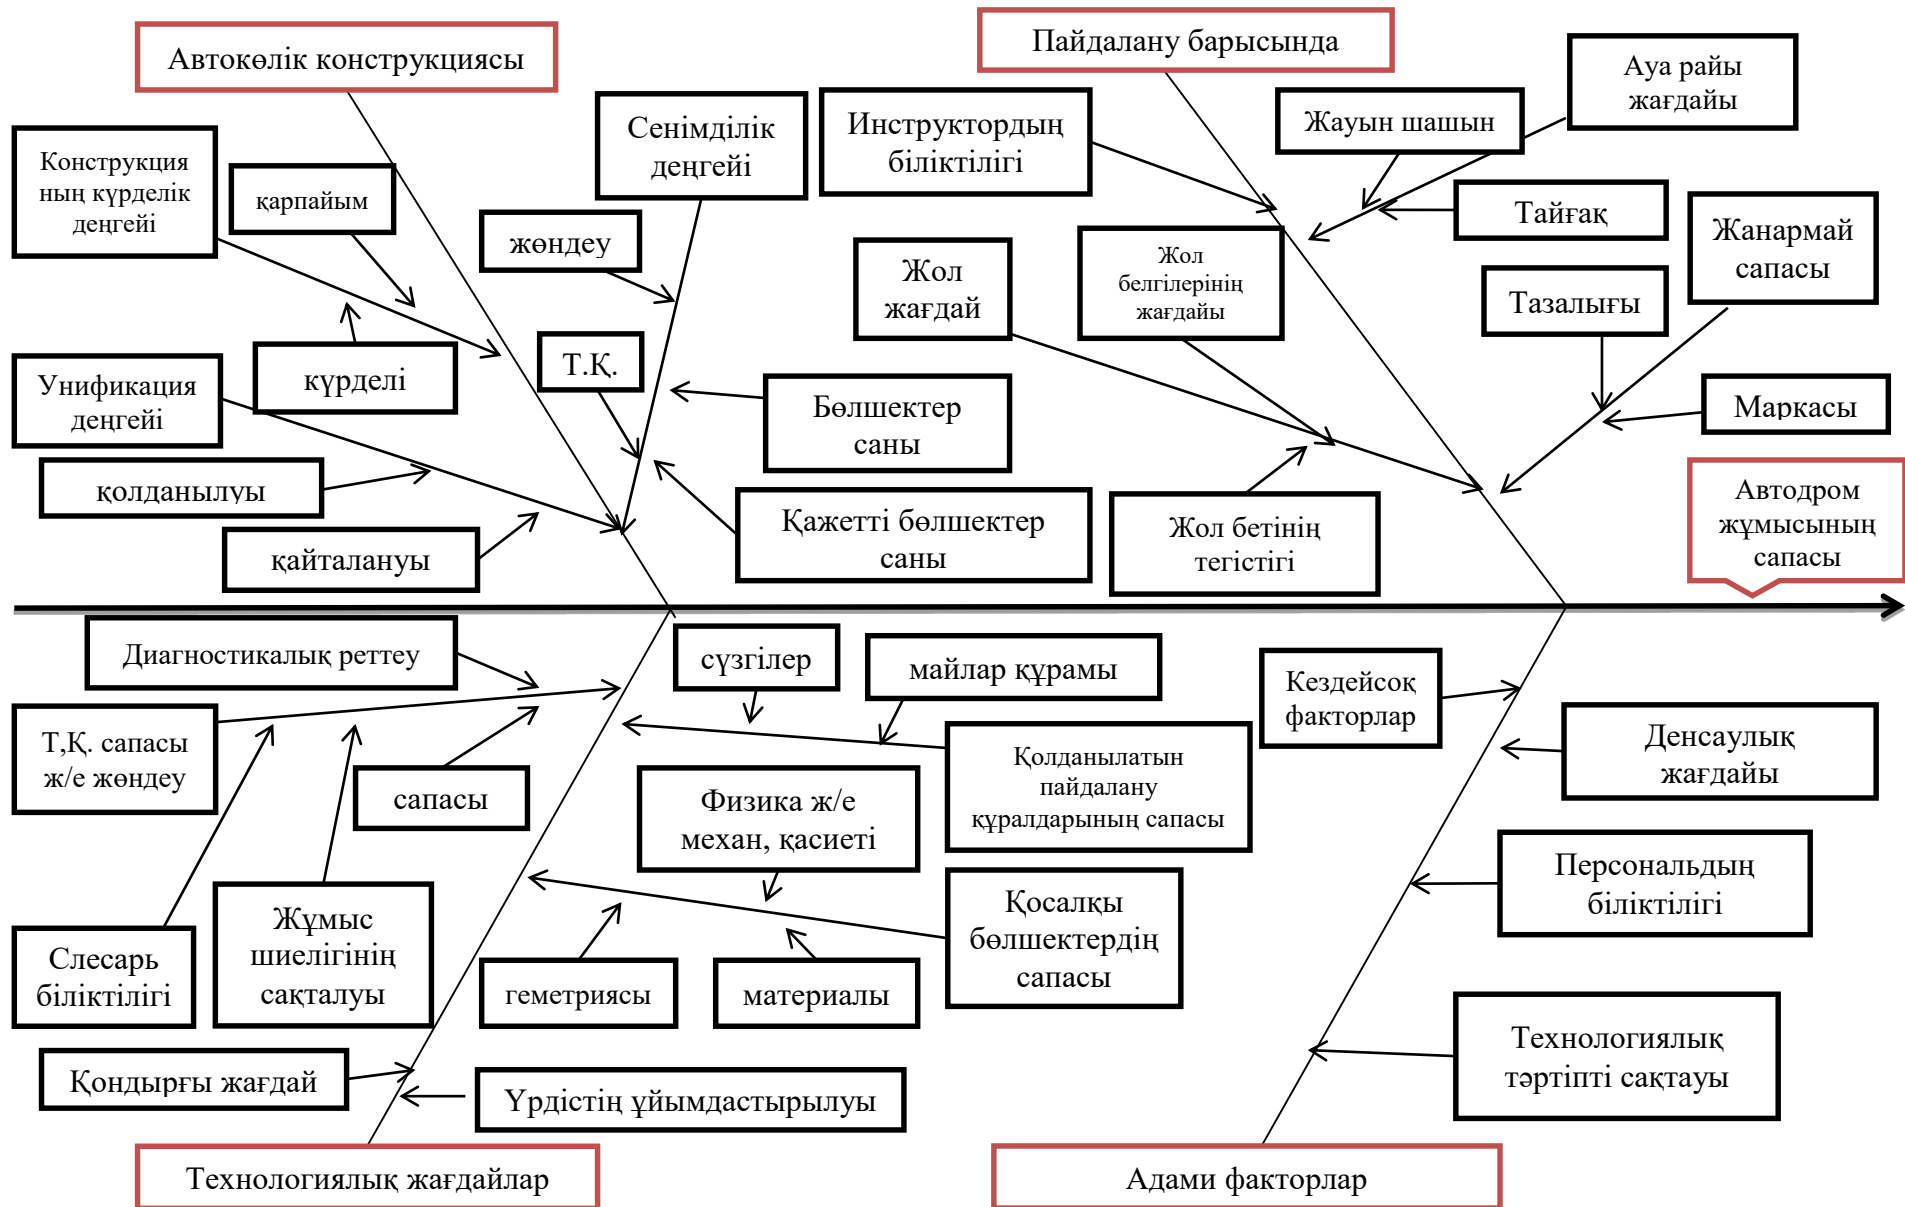 Автокөлік конструкциясы
Пайдалану барысында
Ауа райы
жағдайы
Конструкция
ның күрделік
деңгейі
қарпайым
Сенімділік
деңгейі
Инструктордың
біліктілігі
Жауын шашын
жөндеу
Жол
жағдай
Жол
белгілерінің
жағдайы
Тайғақ
Жанармай
сапасы
Тазалығы
Унификация
деңгейі
күрделі
Т.Қ.
Бөлшектер
саны
Маркасы
қолданылуы
қайталануы
Қажетті бөлшектер
саны
Жол бетінің
тегістігі
Автодром
жұмысының
сапасы
Диагностикалық реттеу
сүзгілер
майлар құрамы
Кездейсоқ
факторлар
Т,Қ. сапасы
ж/е жөндеу
сапасы
Физика ж/е
механ, қасиеті
Қолданылатын
пайдалану
құралдарының сапасы
Денсаулық
жағдайы
Слесарь
біліктілігі
Жұмыс
шиелігінің
сақталуы
геметриясы
материалы
Қосалқы
бөлшектердің
сапасы
Персональдың
біліктілігі
Қондырғы жағдай
Үрдістің ұйымдастырылуы
Технологиялық
тәртіпті сақтауы
Технологиялық жағдайлар
Адами факторлар